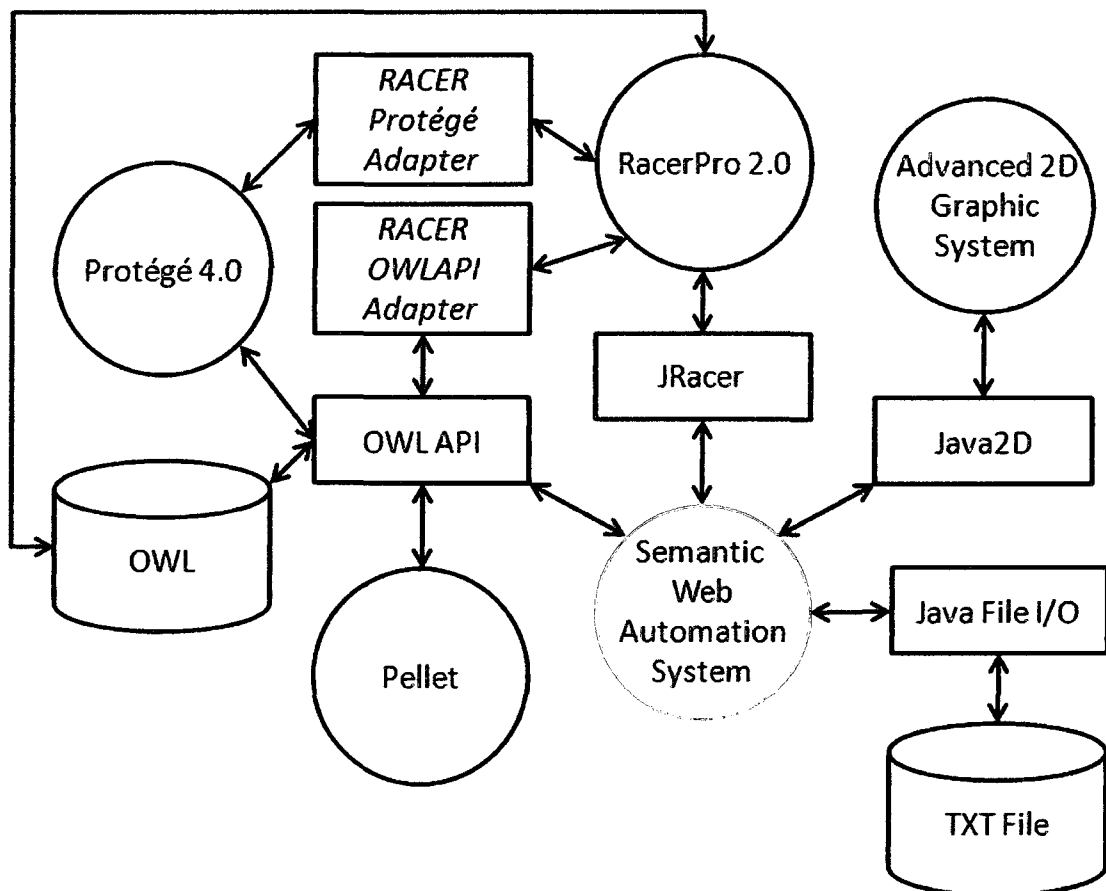 RACER
Protégé
Adapter
RacerPro 2.0
Advanced 2D
Graphic
System
Protégé 4.0
RACER
OWLAPI
Adapter
JRacer
OWL API
Java2D
OWL
Semantic
Web
Automation
System
Java File I/O
Pellet
TXT File